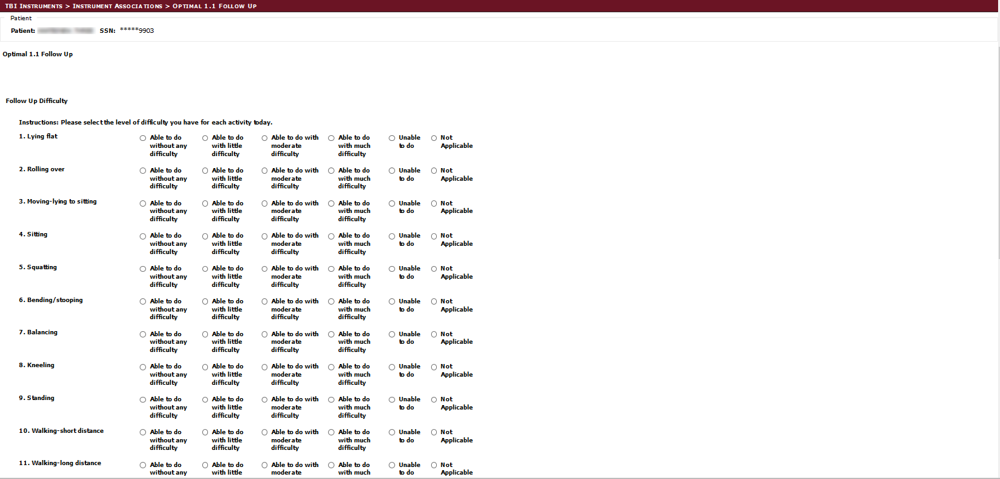 TBI Instruments > Instrument Associations > Optimal 1.1 Follow Up
Patient
Patient: SSN: *****9903
Optimal 1.1 Follow Up
Follow Up Difficulty
Instructions: Please select the level of difficulty you have for each activity today.
1. Lying flat
Able to do without any difficulty
Able to do with little difficulty
Able to do with moderate difficulty
Able to do with much difficulty
Unable to do
Not Applicable
2. Rolling over
Able to do without any difficulty
Able to do with little difficulty
Able to do with moderate difficulty
Able to do with much difficulty
Unable to do
Not Applicable
3. Moving-lying to sitting
Able to do without any difficulty
Able to do with little difficulty
Able to do with moderate difficulty
Able to do with much difficulty
Unable to do
Not Applicable
4. Sitting
Able to do without any difficulty
Able to do with little difficulty
Able to do with moderate difficulty
Able to do with much difficulty
Unable to do
Not Applicable
5. Squatting
Able to do without any difficulty
Able to do with little difficulty
Able to do with moderate difficulty
Able to do with much difficulty
Unable to do
Not Applicable
6. Bending/stooping
Able to do without any difficulty
Able to do with little difficulty
Able to do with moderate difficulty
Able to do with much difficulty
Unable to do
Not Applicable
7. Balancing
Able to do without any difficulty
Able to do with little difficulty
Able to do with moderate difficulty
Able to do with much difficulty
Unable to do
Not Applicable
8. Kneeling
Able to do without any difficulty
Able to do with little difficulty
Able to do with moderate difficulty
Able to do with much difficulty
Unable to do
Not Applicable
9. Standing
Able to do without any difficulty
Able to do with little difficulty
Able to do with moderate difficulty
Able to do with much difficulty
Unable to do
Not Applicable
10. Walking-short distance
Able to do without any difficulty
Able to do with little difficulty
Able to do with moderate difficulty
Able to do with much difficulty
Unable to do
Not Applicable
11. Walking-long distance
Able to do without any
Able to do with little
Able to do with moderate
Able to do with much
Unable to do
Not Applicable